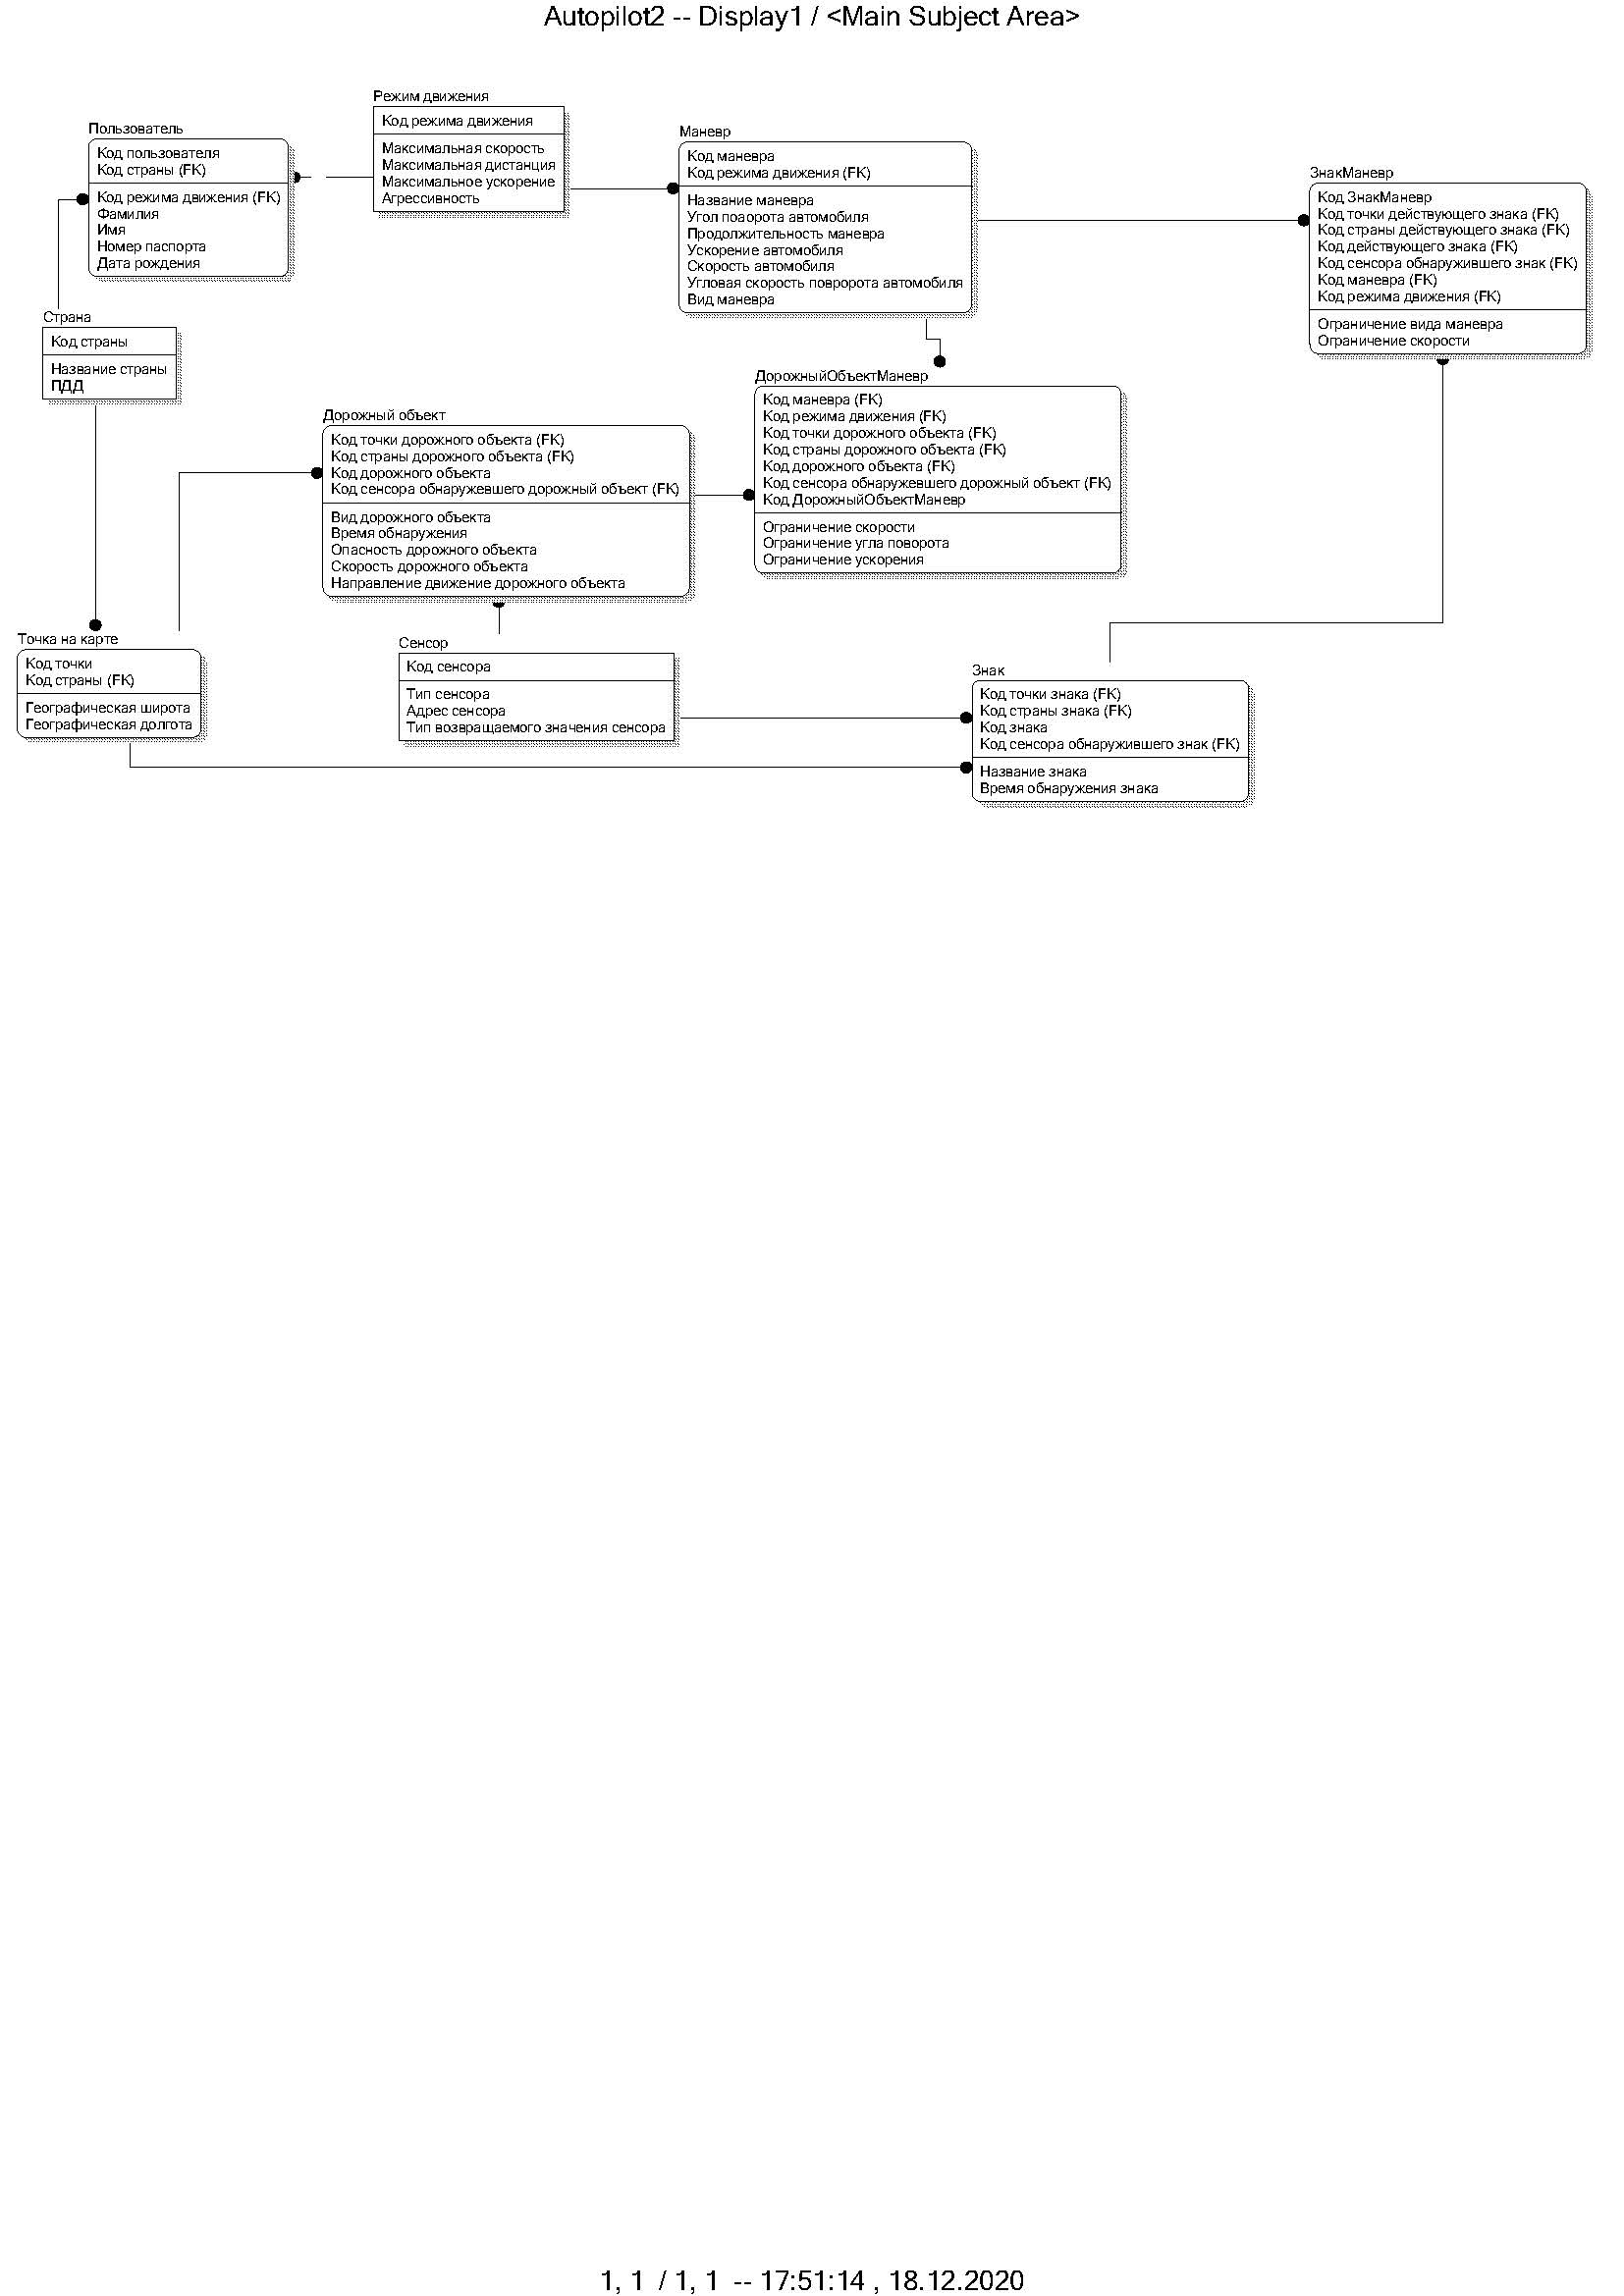 Autopilot2 -- Display1 / <Main Subject Area>
Режим движения
Код режима движения
Максимальная скорость
Максимальная дистанция
Максимальное ускорение
Агрессивность
Пользователь
Код пользователя
Код страны (FK)
Код режима движения (FK)
Фамилия
Имя
Номер паспорта
Дата рождения
Маневр
Код маневра
Код режима движения (FK)
Название маневра
Угол поаорота автомобиля
Продолжительность маневра
Ускорение автомобиля
Скорость автомобиля
Угловая скорость повророта автомобиля
Вид маневра
ЗнакМаневр
Код ЗнакМаневр
Код точки действующего знака (FK)
Код страны действующего знака (FK)
Код действующего знака (FK)
Код сенсора обнаружившего знак (FK)
Код маневра (FK)
Код режима движения (FK)
Ограничение вида маневра
Ограничение скорости
Страна
Код страны
Название страны
ПДД
ДорожныйОбъектМаневр
Код маневра (FK)
Код режима движения (FK)
Код точки дорожного объекта (FK)
Код страны дорожного объекта (FK)
Код дорожного объекта (FK)
Код сенсора обнаружевшего дорожный объект (FK)
Код ДорожныйОбъектМаневр
Ограничение скорости
Ограничение угла поворота
Ограничение ускорения
Дорожный объект
Код точки дорожного объекта (FK)
Код страны дорожного объекта (FK)
Код дорожного объекта
Код сенсора обнаружевшего дорожный объект (FK)
Вид дорожного объекта
Время обнаружения
Опасность дорожного объекта
Скорость дорожного объекта
Направление движение дорожного объекта
Точка на карте
Код точки
Код страны (FK)
Географическая широта
Географическая долгота
Сенсор
Код сенсора
Тип сенсора
Адрес сенсора
Тип возвращаемого значения сенсора
Знак
Код точки знака (FK)
Код страны знака (FK)
Код знака
Код сенсора обнаружившего знак (FK)
Название знака
Время обнаружения знака
1, 1 / 1, 1 -- 17:51:14 , 18.12.2020